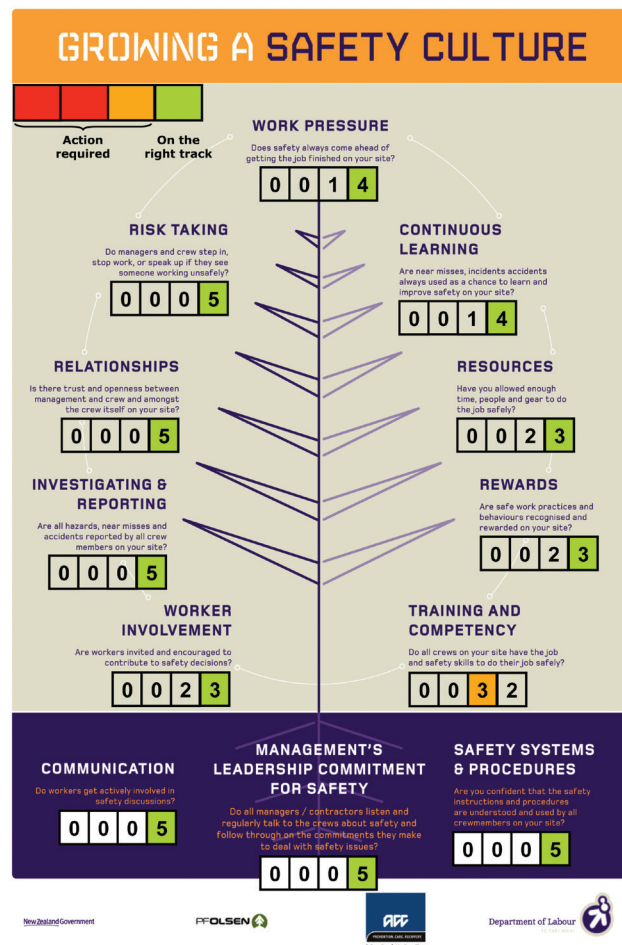 GROWING A SAFETY CULTURE
Action
required
On the
right track
WORK PRESSURE
Does safety always come ahead of
getting the job finished on your site?
0 0 1 4
RISK TAKING
Do managers and crew step in,
stop work, or speak up if they see
someone working unsafely?
0 0 0 5
CONTINUOUS
LEARNING
Are near misses, incidents accidents
always used as a chance to learn and
improve safety on your site?
0 0 1 4
RELATIONSHIPS
Is there trust and openness between
management and crew and amongst
the crew itself on your site?
0 0 0 5
RESOURCES
Have you allowed enough
time, people and gear to do
the job safely?
0 0 2 3
INVESTIGATING &
REPORTING
Are all hazards, near misses and
accidents reported by all crew
members on your site?
0 0 0 5
REWARDS
Are safe work practices and
behaviours recognised and
rewarded on your site?
0 0 2 3
WORKER
INVOLVEMENT
Are workers invited and encouraged to
contribute to safety decisions?
0 0 2 3
TRAINING AND
COMPETENCY
Do all crews on your site have the job
and safety skills to do their job safely?
0 0 3 2
COMMUNICATION
Do workers get actively involved in
safety discussions?
0 0 0 5
MANAGEMENT'S
LEADERSHIP COMMITMENT
FOR SAFETY
Do all managers / contractors listen and
regularly talk to the crews about safety and
follow through on the commitments they make
to deal with safety issues?
0 0 0 5
SAFETY SYSTEMS
& PROCEDURES
Are you confident that the safety
instructions and procedures
are understood and used by all
crewmembers on your site?
0 0 0 5
New Zealand Government
PF OLSEN
ACC
PREVENTION. CARE. RECOVERY.
Department of Labour